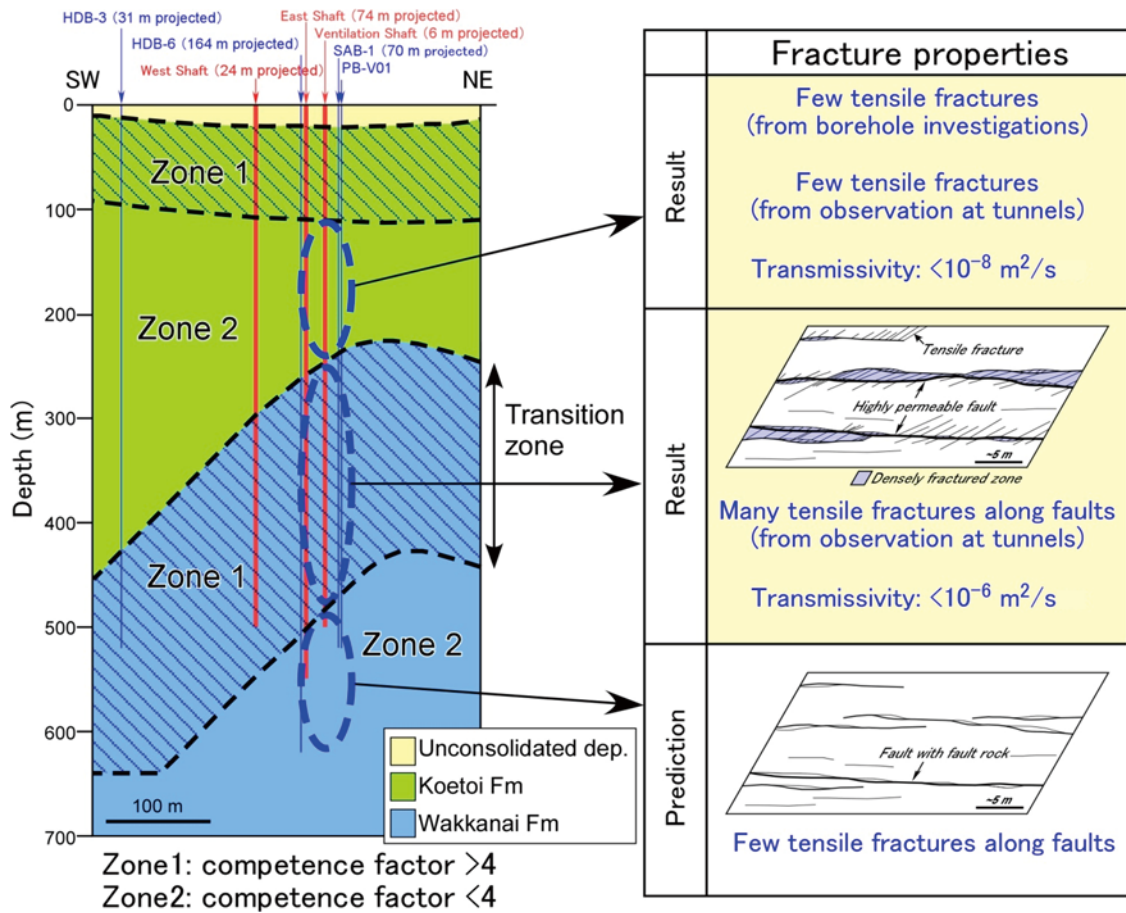 HDB-3 (31 m projected)
East Shaft (74 m projected)
Ventilation Shaft (6 m projected)
HDB-6 (164 m projected)
SAB-1 (70 m projected)
PB-V01
West Shaft (24 m projected)
SW
NE
Depth (m)
0
100
200
300
400
500
600
700
Zone 1
Zone 2
Zone 1
Zone 2
Transition
zone
100 m
Unconsolidated dep.
Koetoi Fm
Wakkanai Fm
Zone1: competence factor >4
Zone2: competence factor <4
Fracture properties
Result
Few tensile fractures
(from borehole investigations)
Few tensile fractures
(from observation at tunnels)
Transmissivity: <10⁻⁸ m²/s
Result
Tensile fracture
Highly permeable fault
~5 m
Densely fractured zone
Many tensile fractures along faults
(from observation at tunnels)
Transmissivity: <10⁻⁶ m²/s
Prediction
Fault with fault rock
~5 m
Few tensile fractures along faults